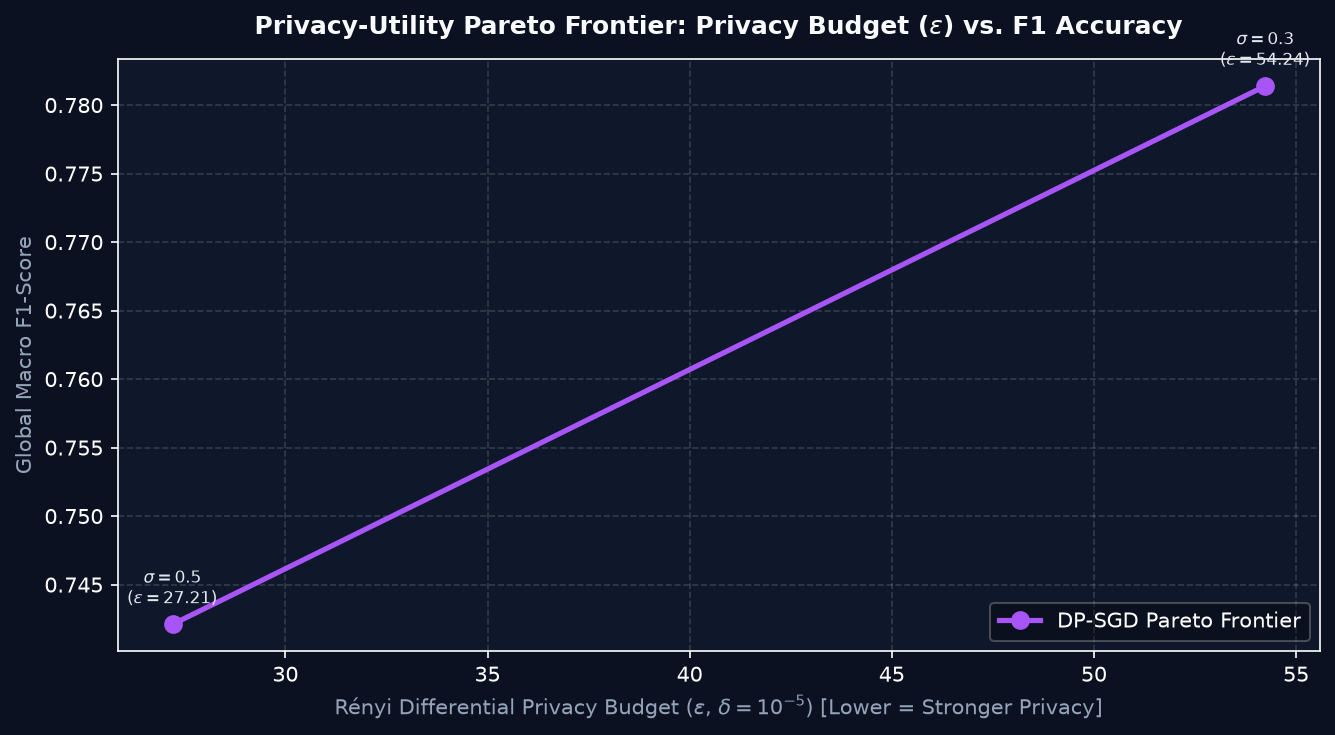 Privacy-Utility Pareto Frontier: Privacy Budget (ε) vs. F1 Accuracy
σ = 0.3
(ε = 54.24)
0.780
0.775
0.770
0.765
0.760
0.755
0.750
0.745
Global Macro F1-Score
σ = 0.5
(ε = 27.21)
DP-SGD Pareto Frontier
30 35 40 45 50 55
Rényi Differential Privacy Budget (ε, δ = 10⁻⁵) [Lower = Stronger Privacy]